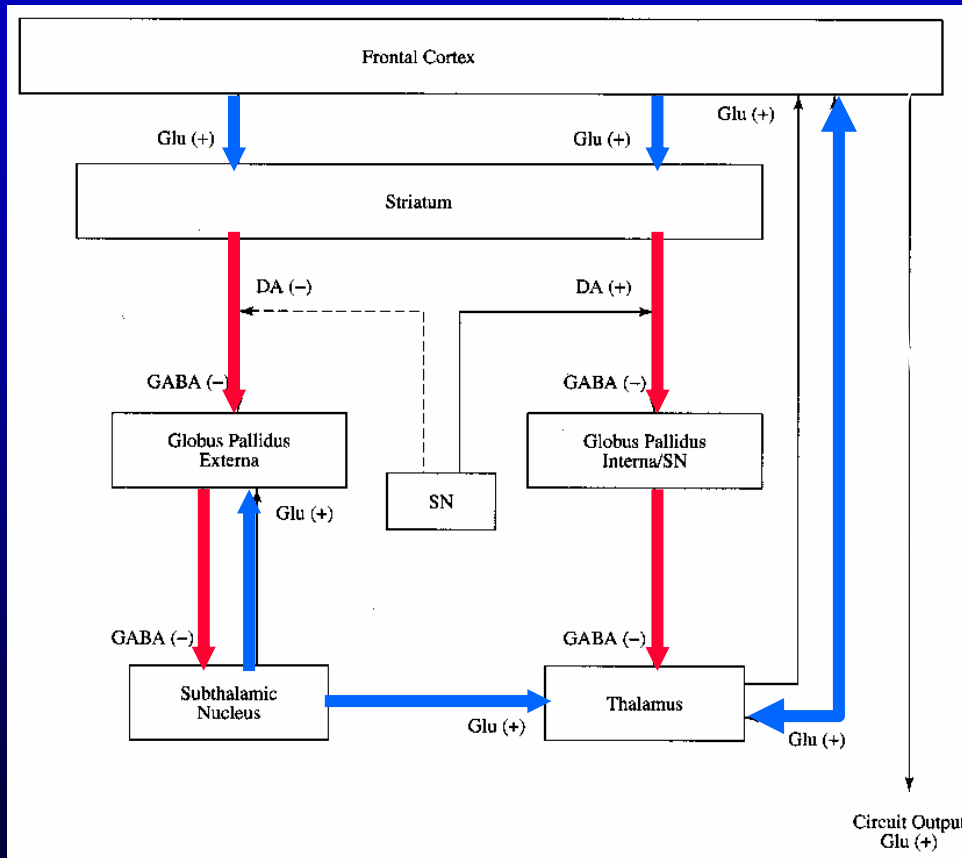 Frontal Cortex
Glu (+)
Glu (+)
Glu (+)
Striatum
DA (−)
DA (+)
GABA (−)
GABA (−)
Globus Pallidus
Externa
Globus Pallidus
Interna/SN
SN
Glu (+)
GABA (−)
GABA (−)
Subthalamic
Nucleus
Thalamus
Glu (+)
Glu (+)
Circuit Output
Glu (+)